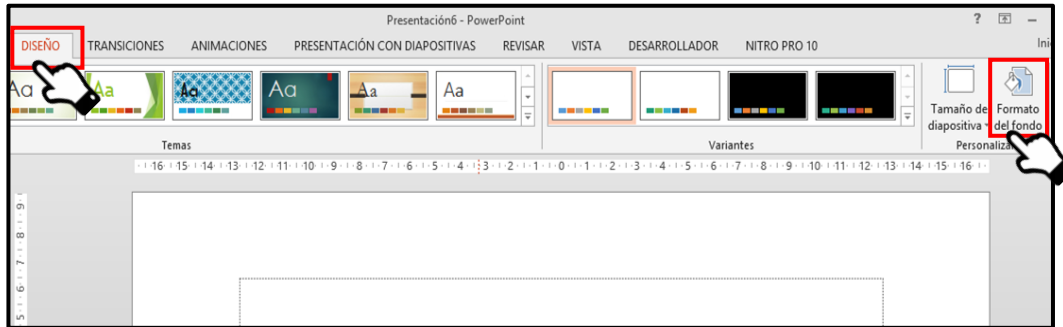 Presentación6 - PowerPoint
?
DISEÑO TRANSICIONES ANIMACIONES PRESENTACIÓN CON DIAPOSITIVAS REVISAR VISTA DESARROLLADOR NITRO PRO 10 Ini
Aa Aa Aa Aa Aa Aa
Tamaño de Formato
diapositiva del fondo
Temas Variantes Personaliza
16 15 14 13 12 11 10 9 8 7 6 5 4 3 2 1 0 1 2 3 4 5 6 7 8 9 10 11 12 13 14 15 16
9
8
7
6
5